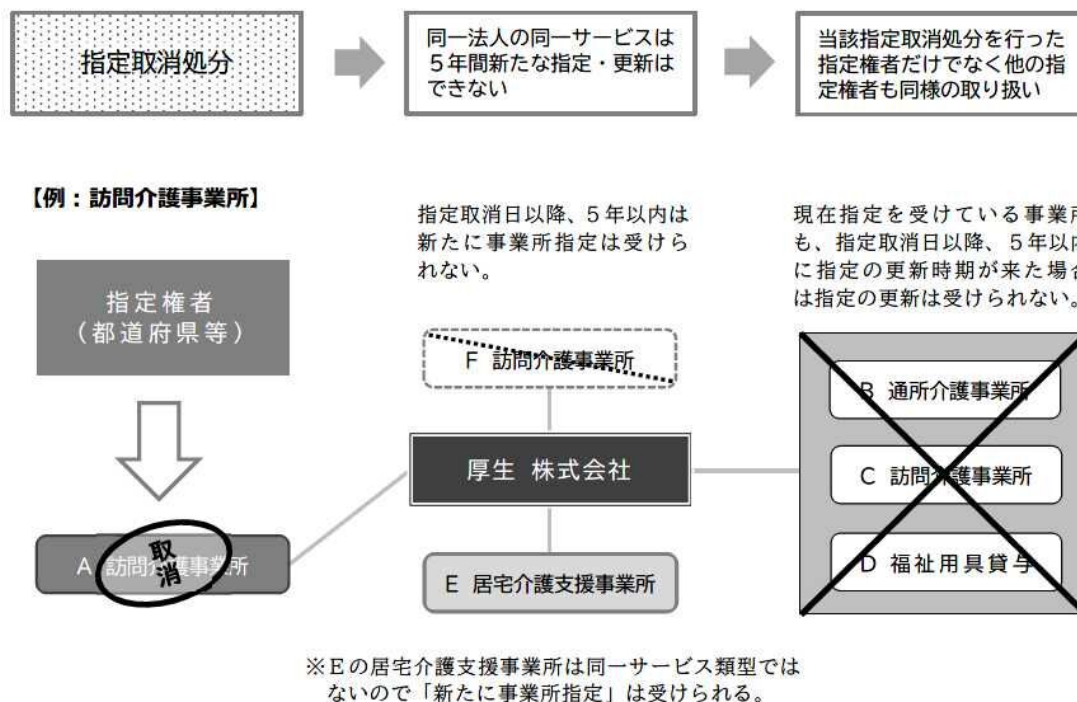 指定取消処分
同一法人の同一サービスは
５年間新たな指定・更新は
できない
当該指定取消処分を行った
指定権者だけでなく他の指
定権者も同様の取り扱い
【例：訪問介護事業所】
指定権者
（都道府県等）
A 訪問介護事業所
取消
指定取消日以降、５年以内は
新たに事業所指定は受けら
れない。
F 訪問介護事業所
厚生 株式会社
E 居宅介護支援事業所
現在指定を受けている事業所
も、指定取消日以降、５年以内
に指定の更新時期が来た場合
は指定の更新は受けられない。
B 通所介護事業所
C 訪問介護事業所
D 福祉用具貸与
※Ｅの居宅介護支援事業所は同一サービス類型では
ないので「新たに事業所指定」は受けられる。